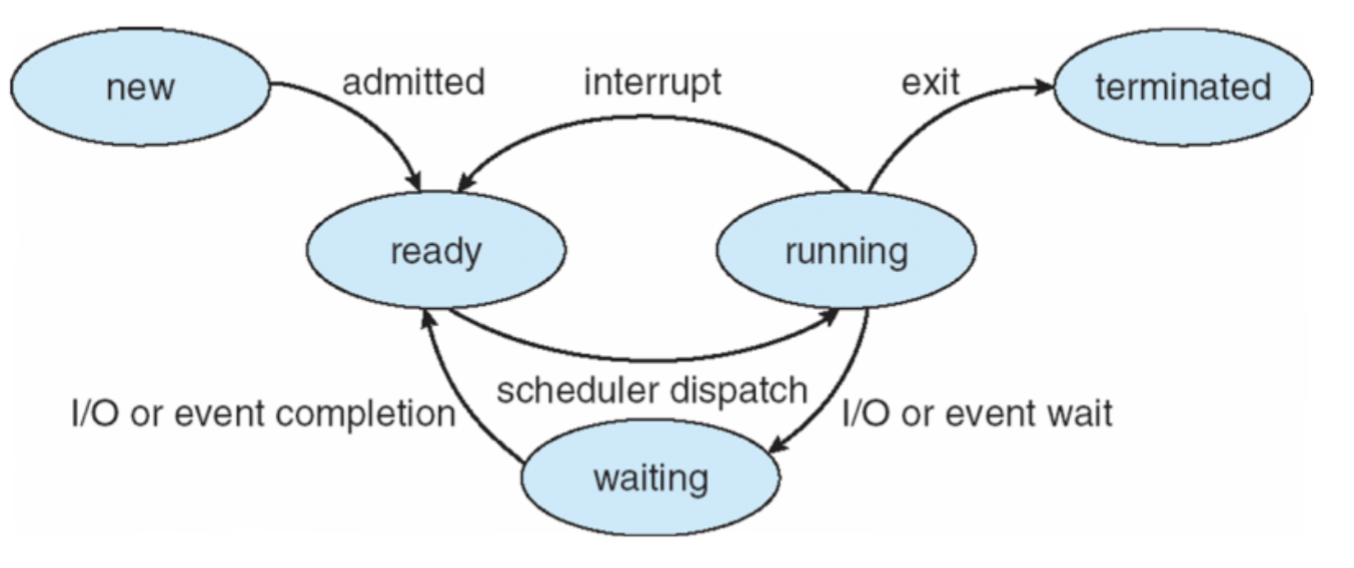 new
admitted
interrupt
exit
terminated
ready
running
scheduler dispatch
I/O or event completion
I/O or event wait
waiting